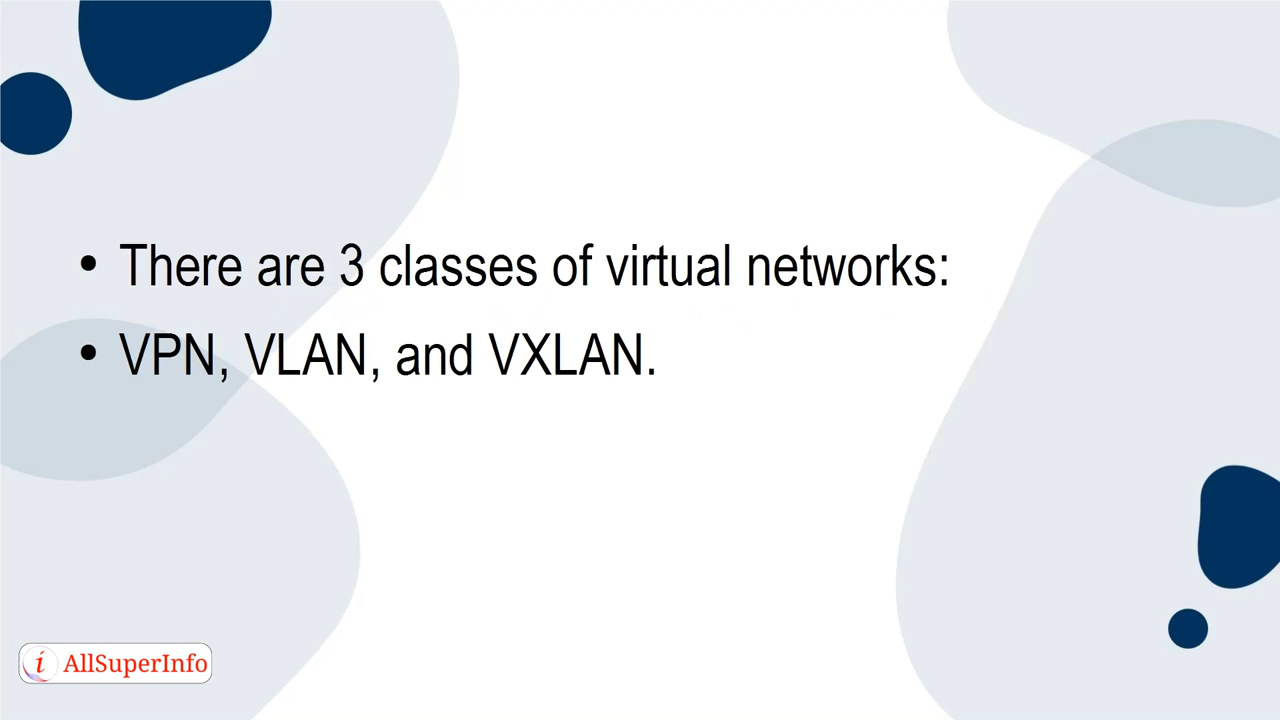 • There are 3 classes of virtual networks:
• VPN, VLAN, and VXLAN.
i AllSuperInfo